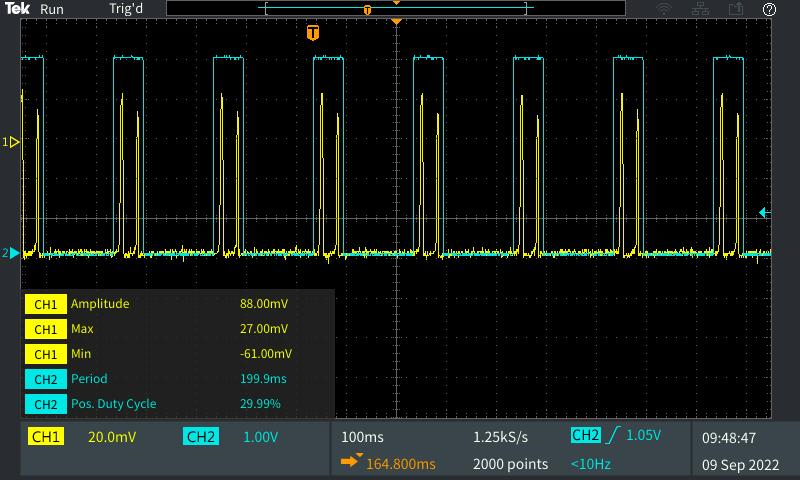 Tek Run Trig'd
T
T
1
2
CH1 Amplitude 88.00mV
CH1 Max 27.00mV
CH1 Min -61.00mV
CH2 Period 199.9ms
CH2 Pos. Duty Cycle 29.99%
CH1 20.0mV CH2 1.00V 100ms 1.25kS/s CH2 1.05V 09:48:47
164.800ms 2000 points <10Hz 09 Sep 2022